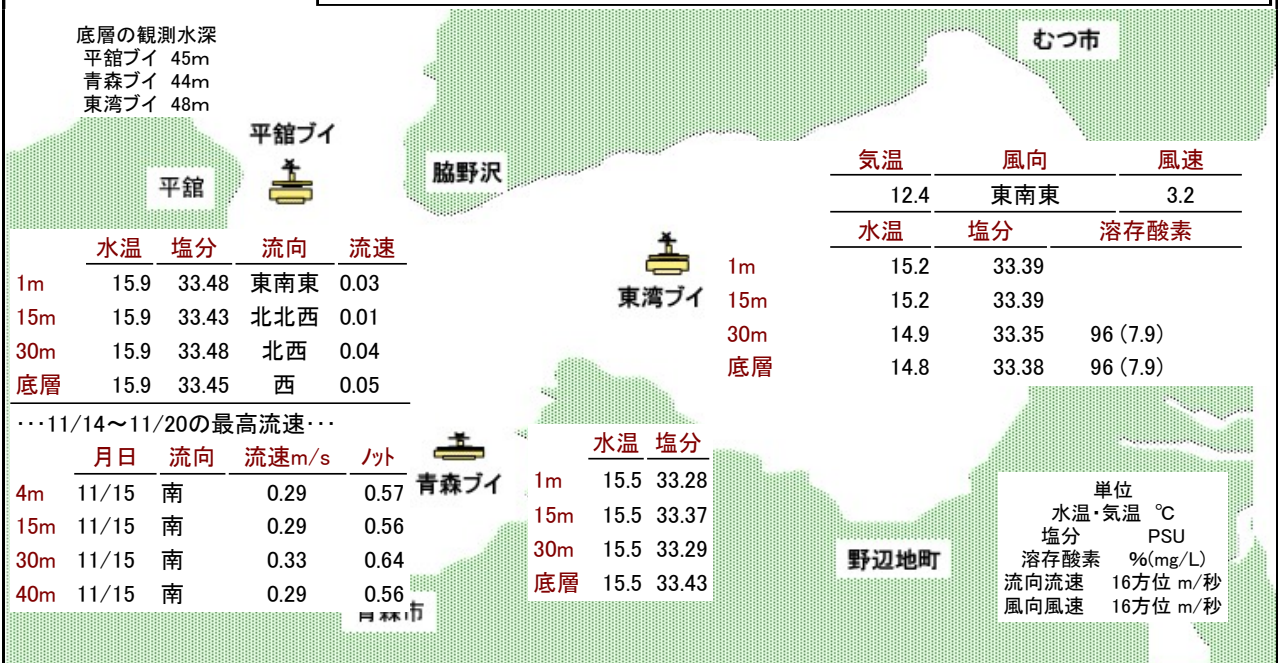 底層の観測水深
平舘ブイ 45m
青森ブイ 44m
東湾ブイ 48m
むつ市
平舘ブイ
平舘
脇野沢
気温 風向 風速
12.4 東南東 3.2
水温 塩分 溶存酸素
1m 15.2 33.39
15m 15.2 33.39
30m 14.9 33.35 96 (7.9)
底層 14.8 33.38 96 (7.9)
東湾ブイ
水温 塩分 流向 流速
1m 15.9 33.48 東南東 0.03
15m 15.9 33.43 北北西 0.01
30m 15.9 33.48 北西 0.04
底層 15.9 33.45 西 0.05
･･･11/14～11/20の最高流速･･･
月日 流向 流速m/s ﾉｯﾄ
4m 11/15 南 0.29 0.57
15m 11/15 南 0.29 0.56
30m 11/15 南 0.33 0.64
40m 11/15 南 0.29 0.56
青森ブイ
水温 塩分
1m 15.5 33.28
15m 15.5 33.37
30m 15.5 33.29
底層 15.5 33.43
青森市
野辺地町
単位
水温･気温 ℃
塩分 PSU
溶存酸素 %(mg/L)
流向流速 16方位 m/秒
風向風速 16方位 m/秒